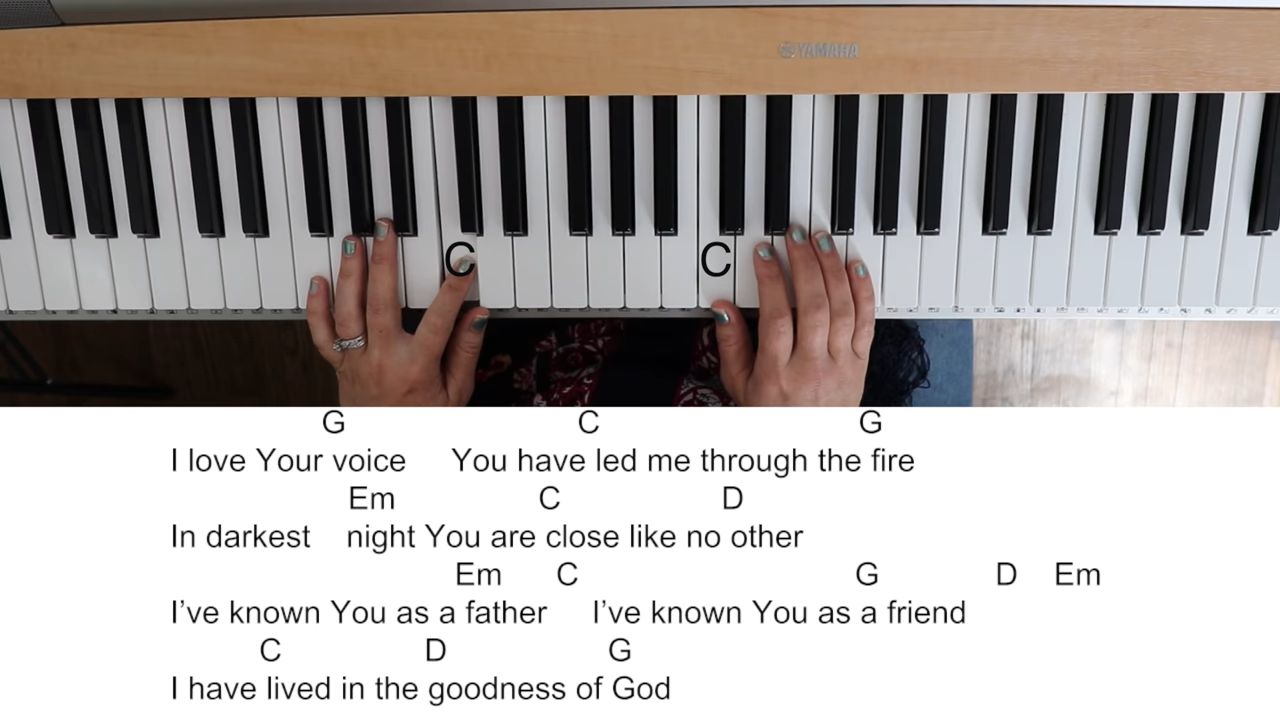 YAMAHA
C C
G C G
I love Your voice You have led me through the fire
Em C D
In darkest night You are close like no other
Em C G D Em
I’ve known You as a father I’ve known You as a friend
C D G
I have lived in the goodness of God